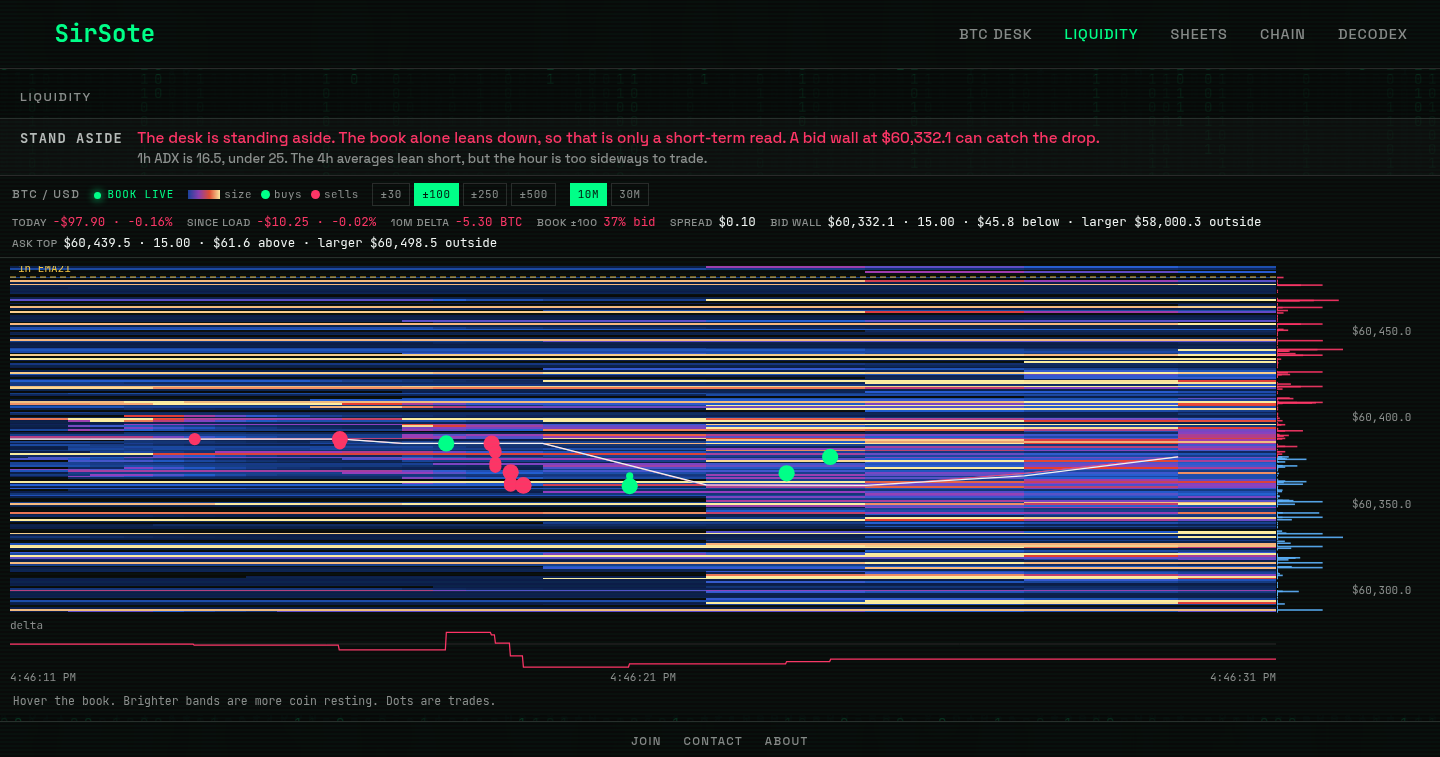 SirSote
BTC DESK LIQUIDITY SHEETS CHAIN DECODEX
LIQUIDITY
STAND ASIDE The desk is standing aside. The book alone leans down, so that is only a short-term read. A bid wall at $60,332.1 can catch the drop.
1h ADX is 16.5, under 25. The 4h averages lean short, but the hour is too sideways to trade.
BTC / USD BOOK LIVE size buys sells ±30 ±100 ±250 ±500 10M 30M
TODAY -$97.90 · -0.16% SINCE LOAD -$10.25 · -0.02% 10M DELTA -5.30 BTC BOOK ±100 37% bid SPREAD $0.10 BID WALL $60,332.1 · 15.00 · $45.8 below · larger $58,000.3 outside
ASK TOP $60,439.5 · 15.00 · $61.6 above · larger $60,498.5 outside
1h EMA21
$60,450.0
$60,400.0
$60,350.0
$60,300.0
delta
4:46:11 PM 4:46:21 PM 4:46:31 PM
Hover the book. Brighter bands are more coin resting. Dots are trades.
JOIN CONTACT ABOUT